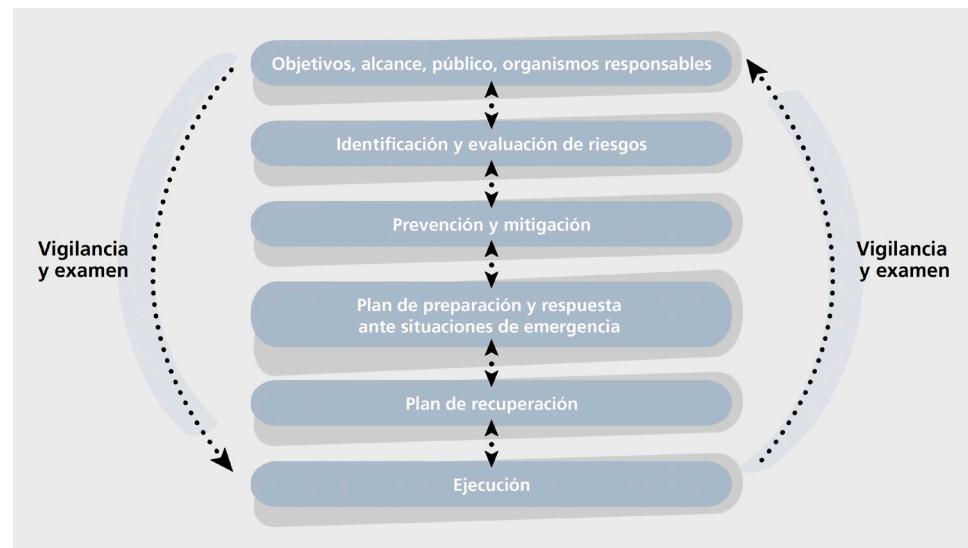 Objetivos, alcance, público, organismos responsables
Identificación y evaluación de riesgos
Prevención y mitigación
Vigilancia
y examen
Vigilancia
y examen
Plan de preparación y respuesta
ante situaciones de emergencia
Plan de recuperación
Ejecución